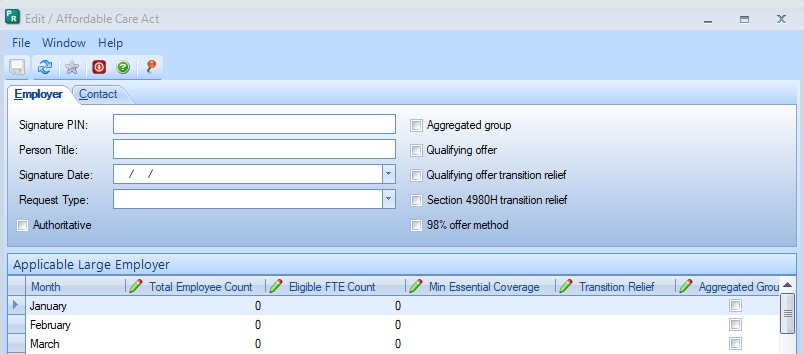 PR Edit / Affordable Care Act
File Window Help
Employer Contact
Signature PIN: Aggregated group
Person Title: Qualifying offer
Signature Date: / / Qualifying offer transition relief
Request Type: Section 4980H transition relief
Authoritative 98% offer method
Applicable Large Employer
Month Total Employee Count Eligible FTE Count Min Essential Coverage Transition Relief Aggregated Grou
January 0 0
February 0 0
March 0 0